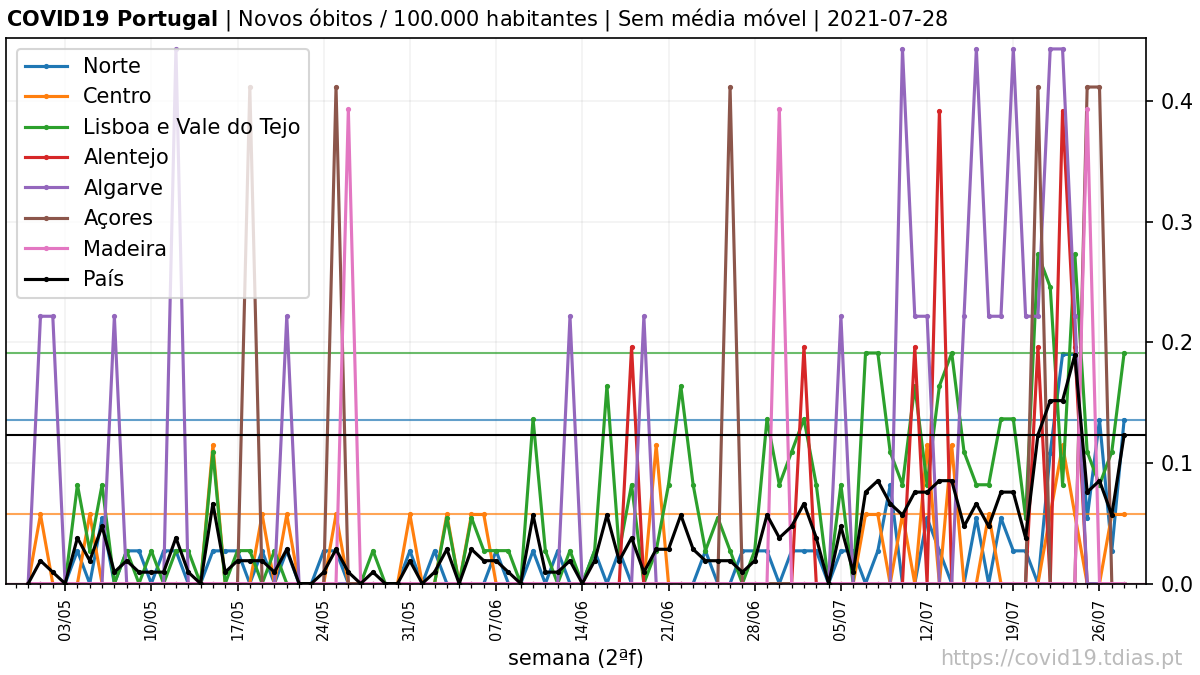 COVID19 Portugal | Novos óbitos / 100.000 habitantes | Sem média móvel | 2021-07-28
Norte
Centro
Lisboa e Vale do Tejo
Alentejo
Algarve
Açores
Madeira
País
0.4
0.3
0.2
0.1
0.0
03/05
10/05
17/05
24/05
31/05
07/06
14/06
21/06
28/06
05/07
12/07
19/07
26/07
semana (2ªf)
https://covid19.tdias.pt